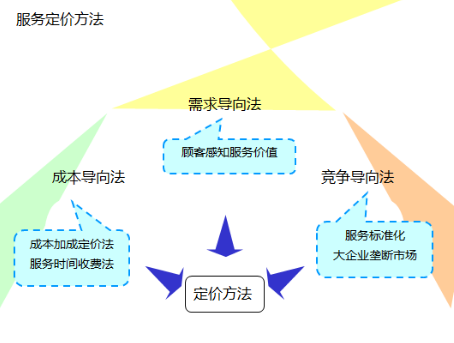 服务定价方法
需求导向法
顾客感知服务价值
成本导向法
竞争导向法
成本加成定价法
服务时间收费法
服务标准化
大企业垄断市场
定价方法